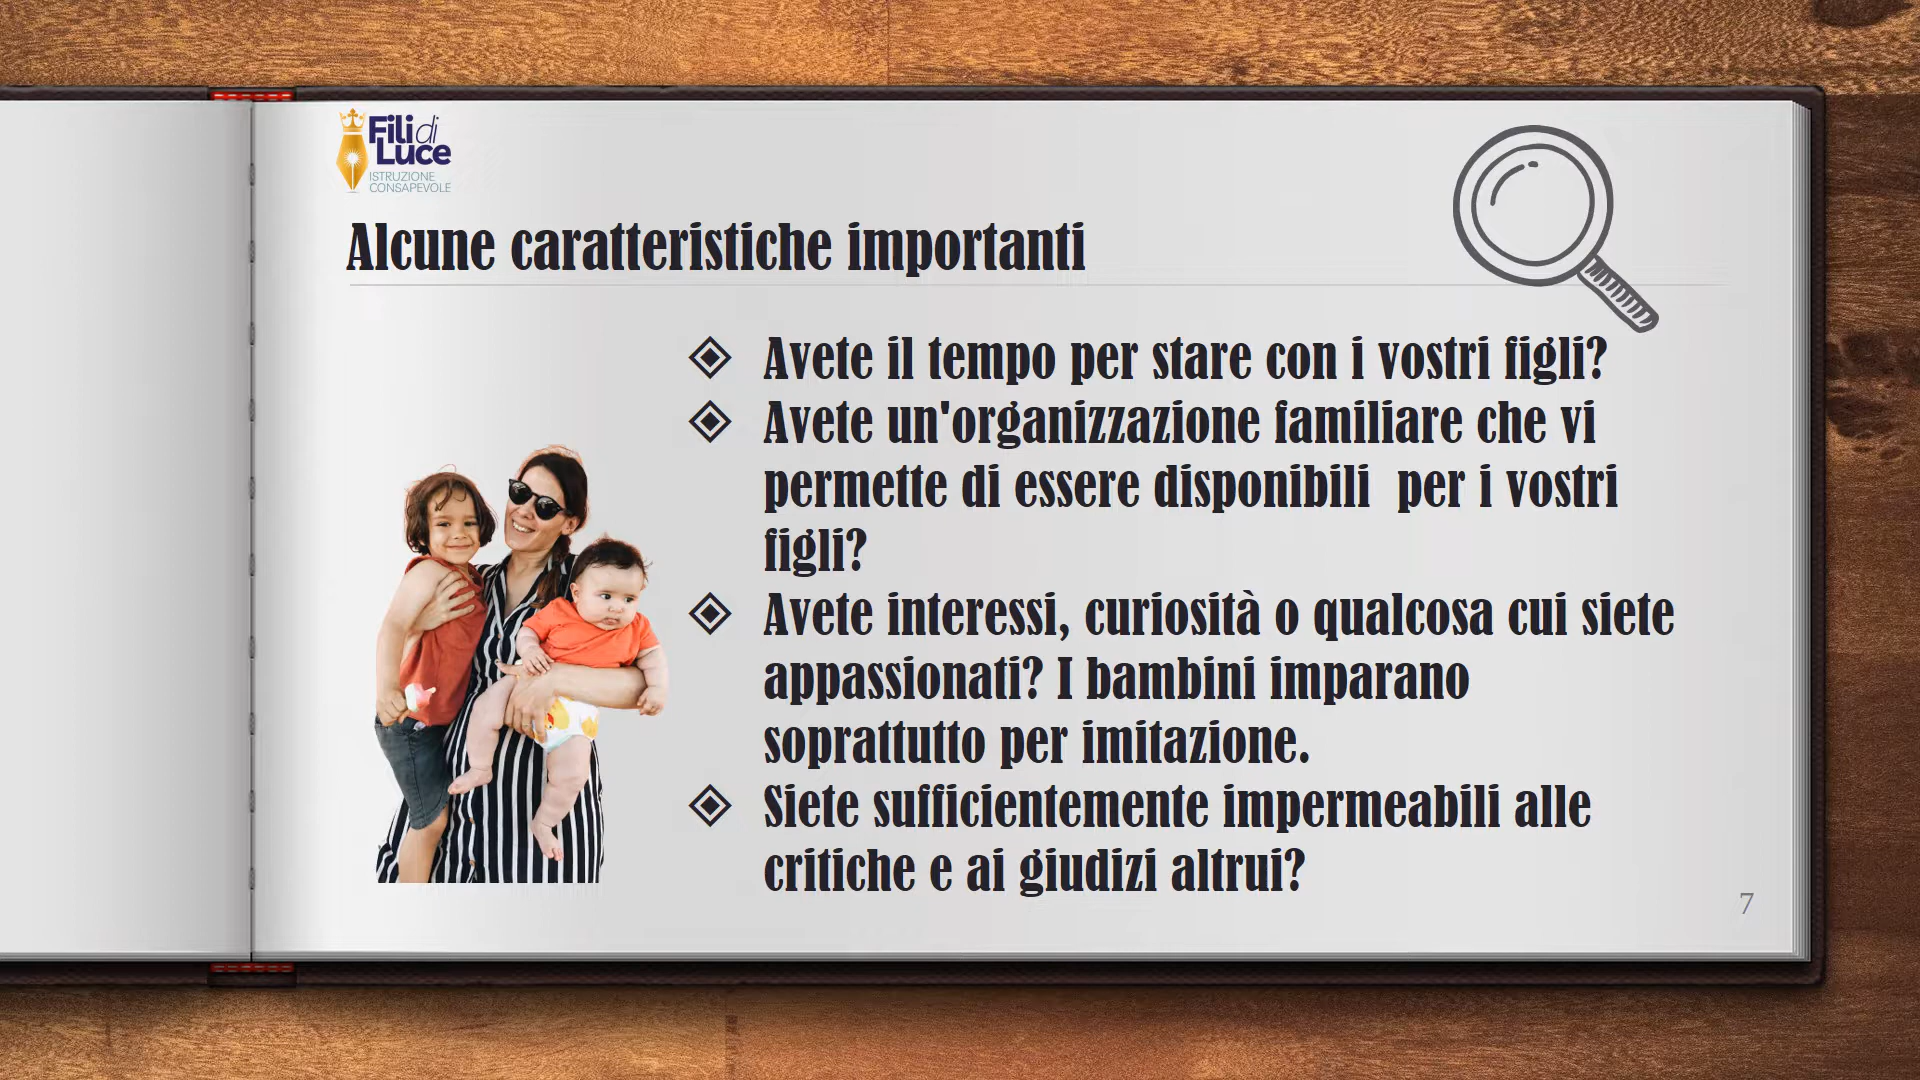 Fili di
Luce
ISTRUZIONE
CONSAPEVOLE
Alcune caratteristiche importanti
Avete il tempo per stare con i vostri figli?
Avete un'organizzazione familiare che vi
permette di essere disponibili  per i vostri
figli?
Avete interessi, curiosità o qualcosa cui siete
appassionati? I bambini imparano
soprattutto per imitazione.
Siete sufficientemente impermeabili alle
critiche e ai giudizi altrui?
7